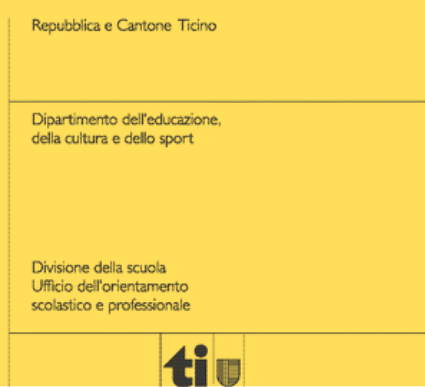 Repubblica e Cantone Ticino
Dipartimento dell'educazione,
della cultura e dello sport
Divisione della scuola
Ufficio dell'orientamento
scolastico e professionale
ti